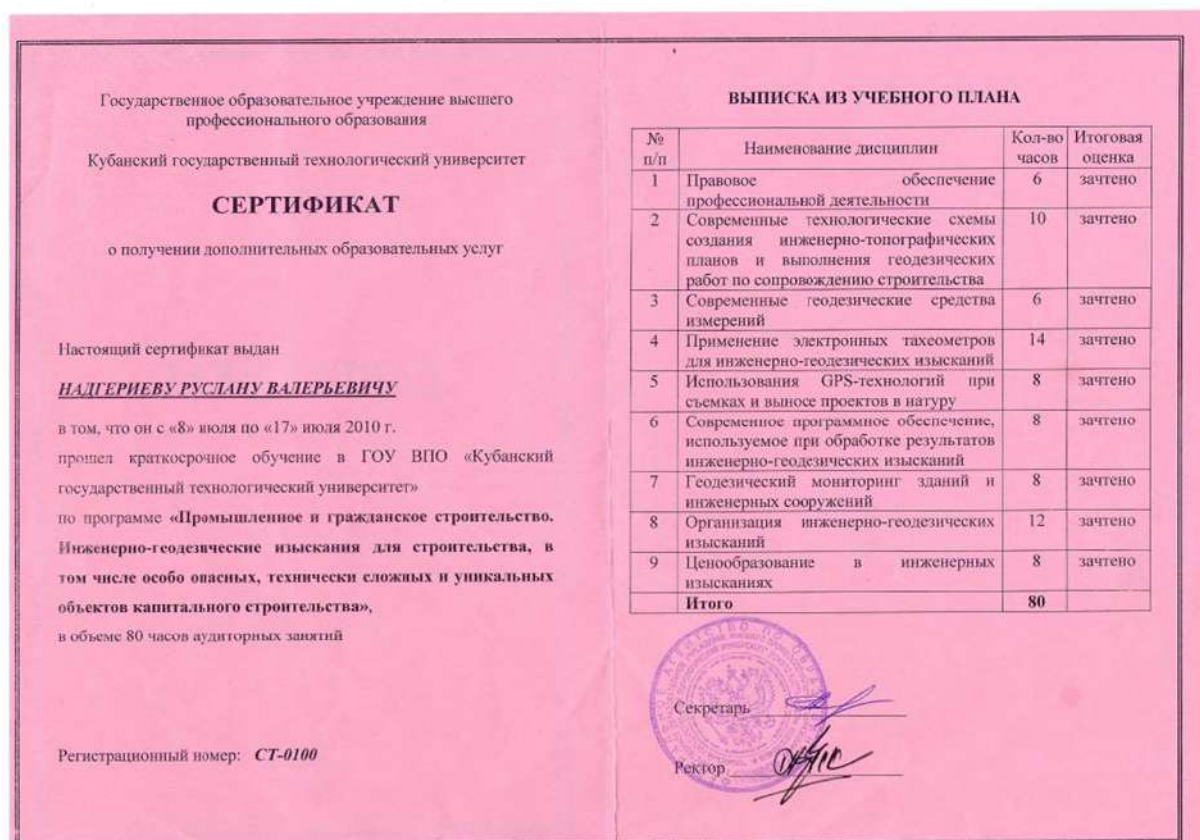 Государственное образовательное учреждение высшего
профессионального образования
Кубанский государственный технологический университет
СЕРТИФИКАТ
о получении дополнительных образовательных услуг
Настоящий сертификат выдан
НАДГЕРИЕВУ РУСЛАНУ ВАЛЕРЬЕВИЧУ
в том, что он с «8» июля по «17» июля 2010 г.
прошел краткосрочное обучение в ГОУ ВПО «Кубанский
государственный технологический университет»
по программе «Промышленное и гражданское строительство.
Инженерно-геодезические изыскания для строительства, в
том числе особо опасных, технически сложных и уникальных
объектов капитального строительства»,
в объеме 80 часов аудиторных занятий
Регистрационный номер: СТ-0100
ВЫПИСКА ИЗ УЧЕБНОГО ПЛАНА
№ п/п Наименование дисциплин Кол-во часов Итоговая оценка
1 Правовое обеспечение 6 зачтено
профессиональной деятельности
2 Современные технологические схемы 10 зачтено
создания инженерно-топографических
планов и выполнения геодезических
работ по сопровождению строительства
3 Современные геодезические средства 6 зачтено
измерений
4 Применение электронных тахеометров 14 зачтено
для инженерно-геодезических изысканий
5 Использования GPS-технологий при 8 зачтено
съемках и выносе проектов в натуру
6 Современное программное обеспечение, 8 зачтено
используемое при обработке результатов
инженерно-геодезических изысканий
7 Геодезический мониторинг зданий и 8 зачтено
инженерных сооружений
8 Организация инженерно-геодезических 12 зачтено
изысканий
9 Ценообразование в инженерных 8 зачтено
изысканиях
Итого 80
Секретарь
Ректор